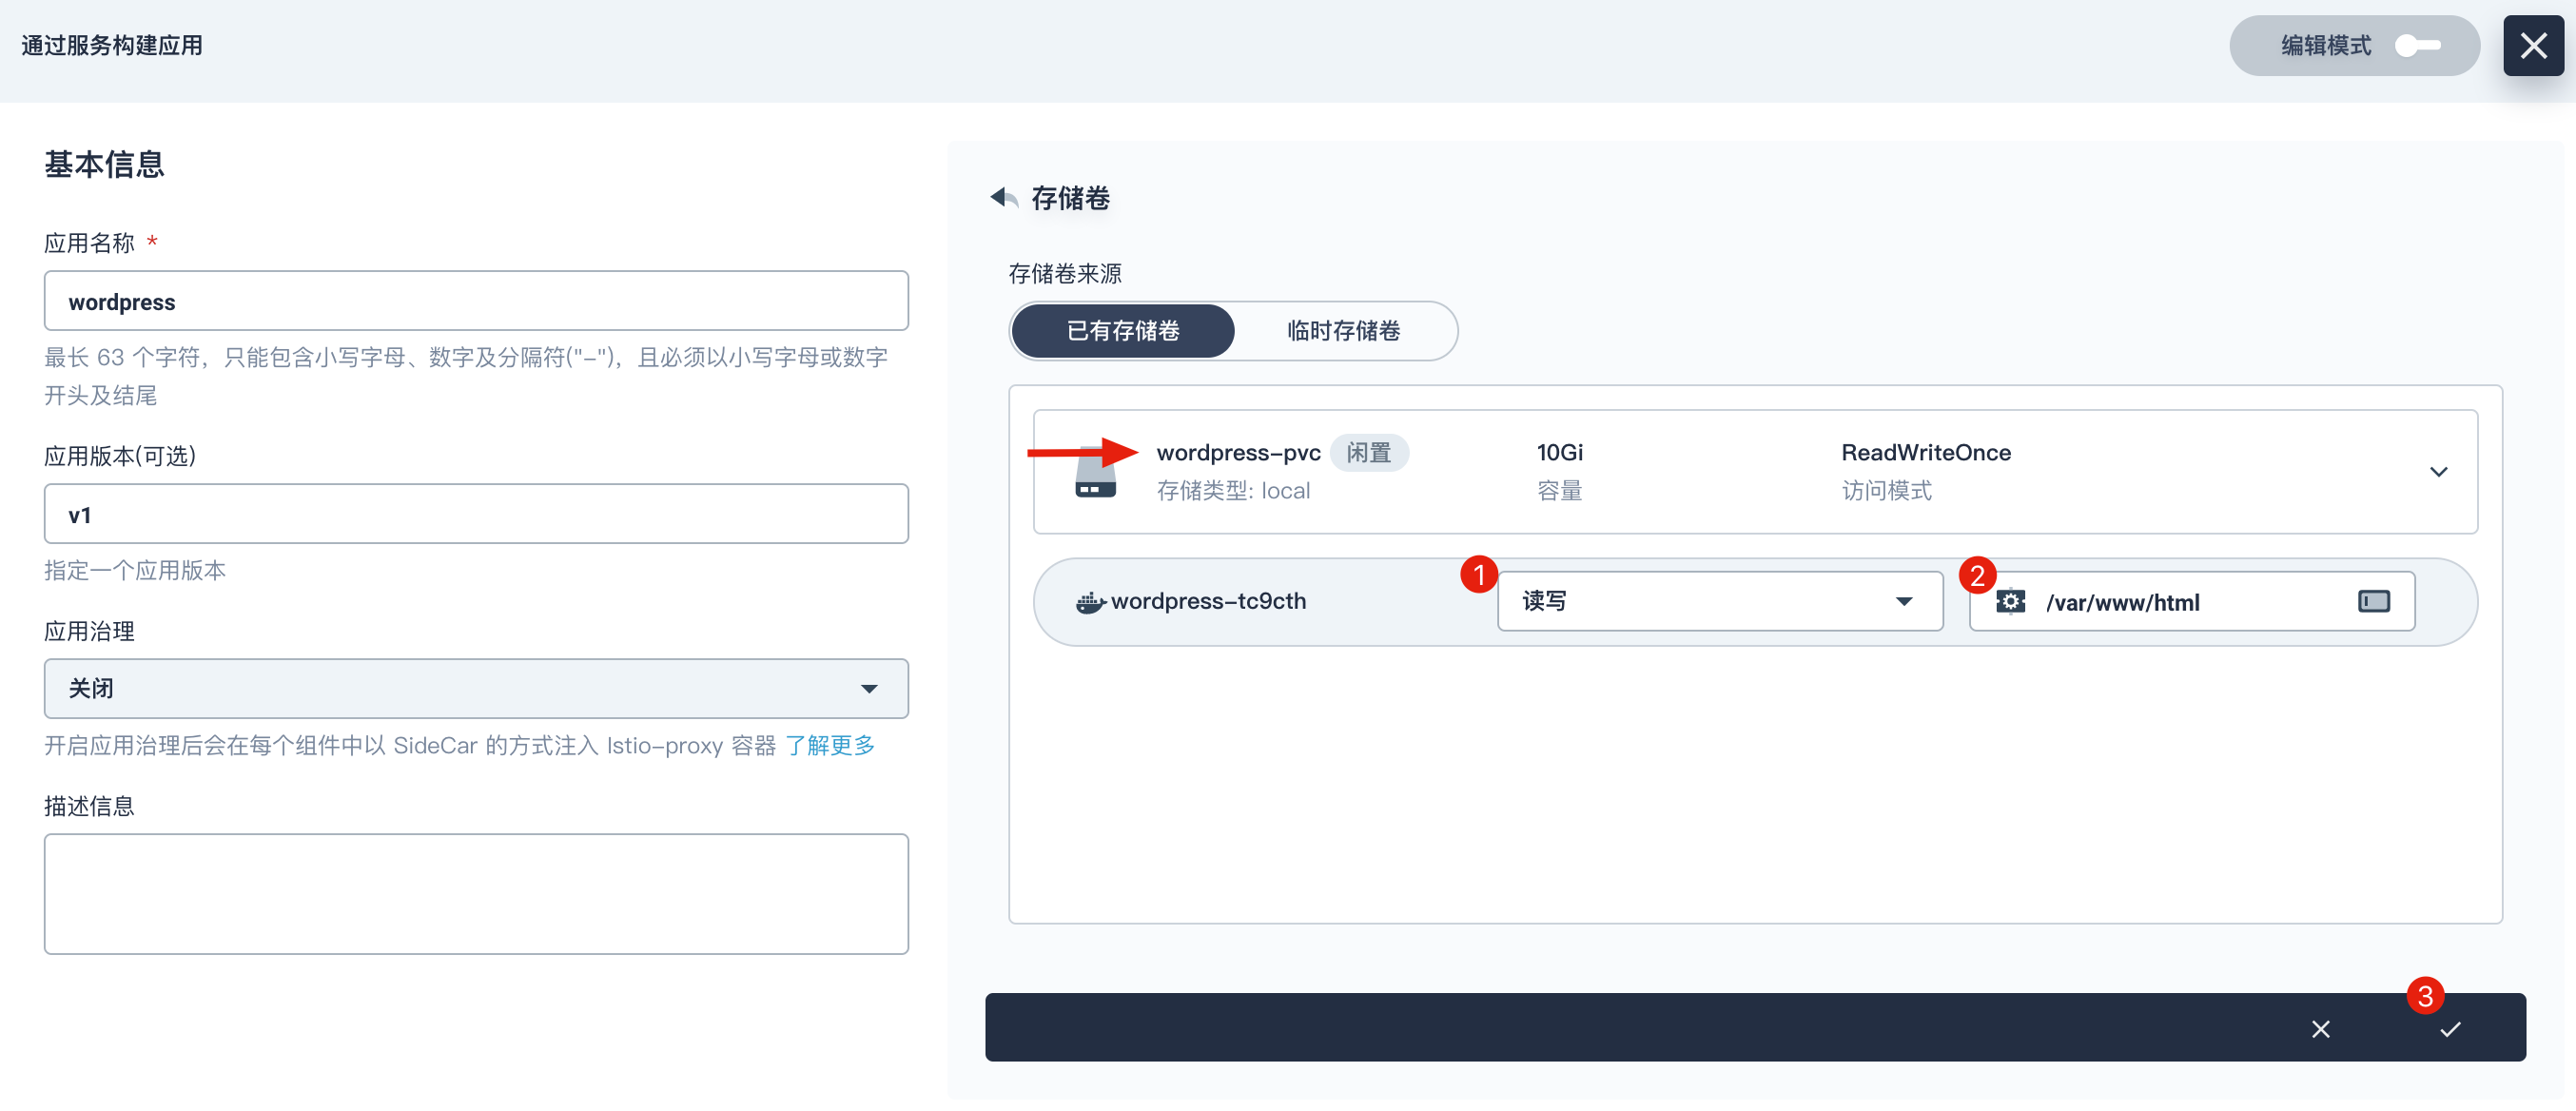 通过服务构建应用
编辑模式
基本信息
应用名称 *
wordpress
最长 63 个字符，只能包含小写字母、数字及分隔符("-")，且必须以小写字母或数字
开头及结尾
应用版本(可选)
v1
指定一个应用版本
应用治理
关闭
开启应用治理后会在每个组件中以 SideCar 的方式注入 Istio-proxy 容器 了解更多
描述信息
存储卷
存储卷来源
已有存储卷 临时存储卷
wordpress-pvc 闲置 10Gi ReadWriteOnce
存储类型: local 容量 访问模式
1 2
wordpress-tc9cth 读写 /var/www/html
3